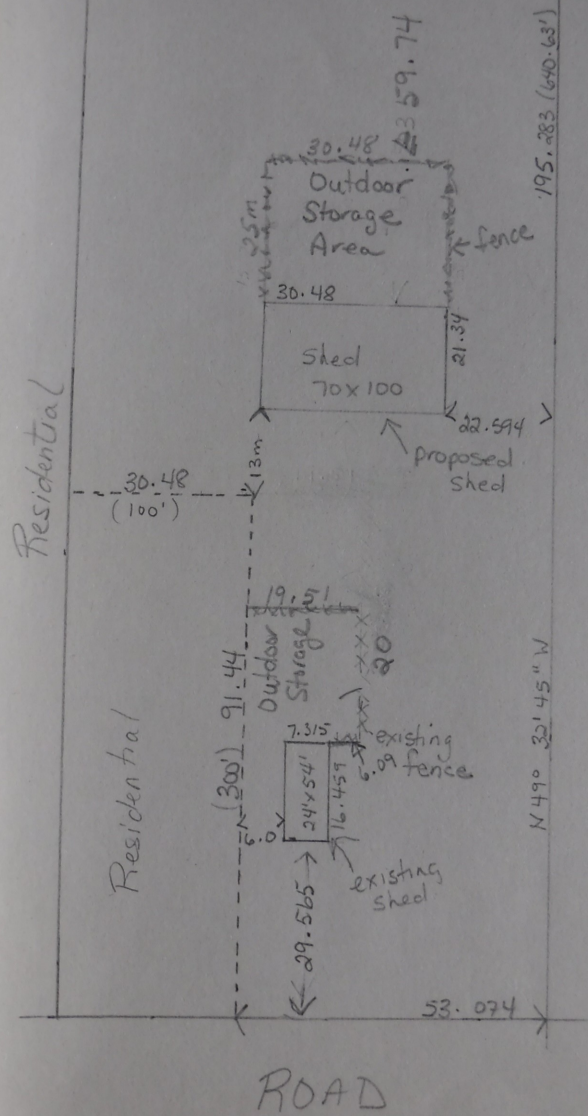 59.74
195.283 (640.63')
30.48
Outdoor
Storage
Area
25m
fence
30.48
21.34
Shed
70x100
22.594
proposed
shed
13m
30.48
(100')
Residential
19.51
Outdoor
Storage
20
(300') 91.44
7.315
existing
fence
6.09
24'x54'
16.459
6.0
existing
shed
29.565
N 49° 32' 45" W
Residential
53.074
ROAD